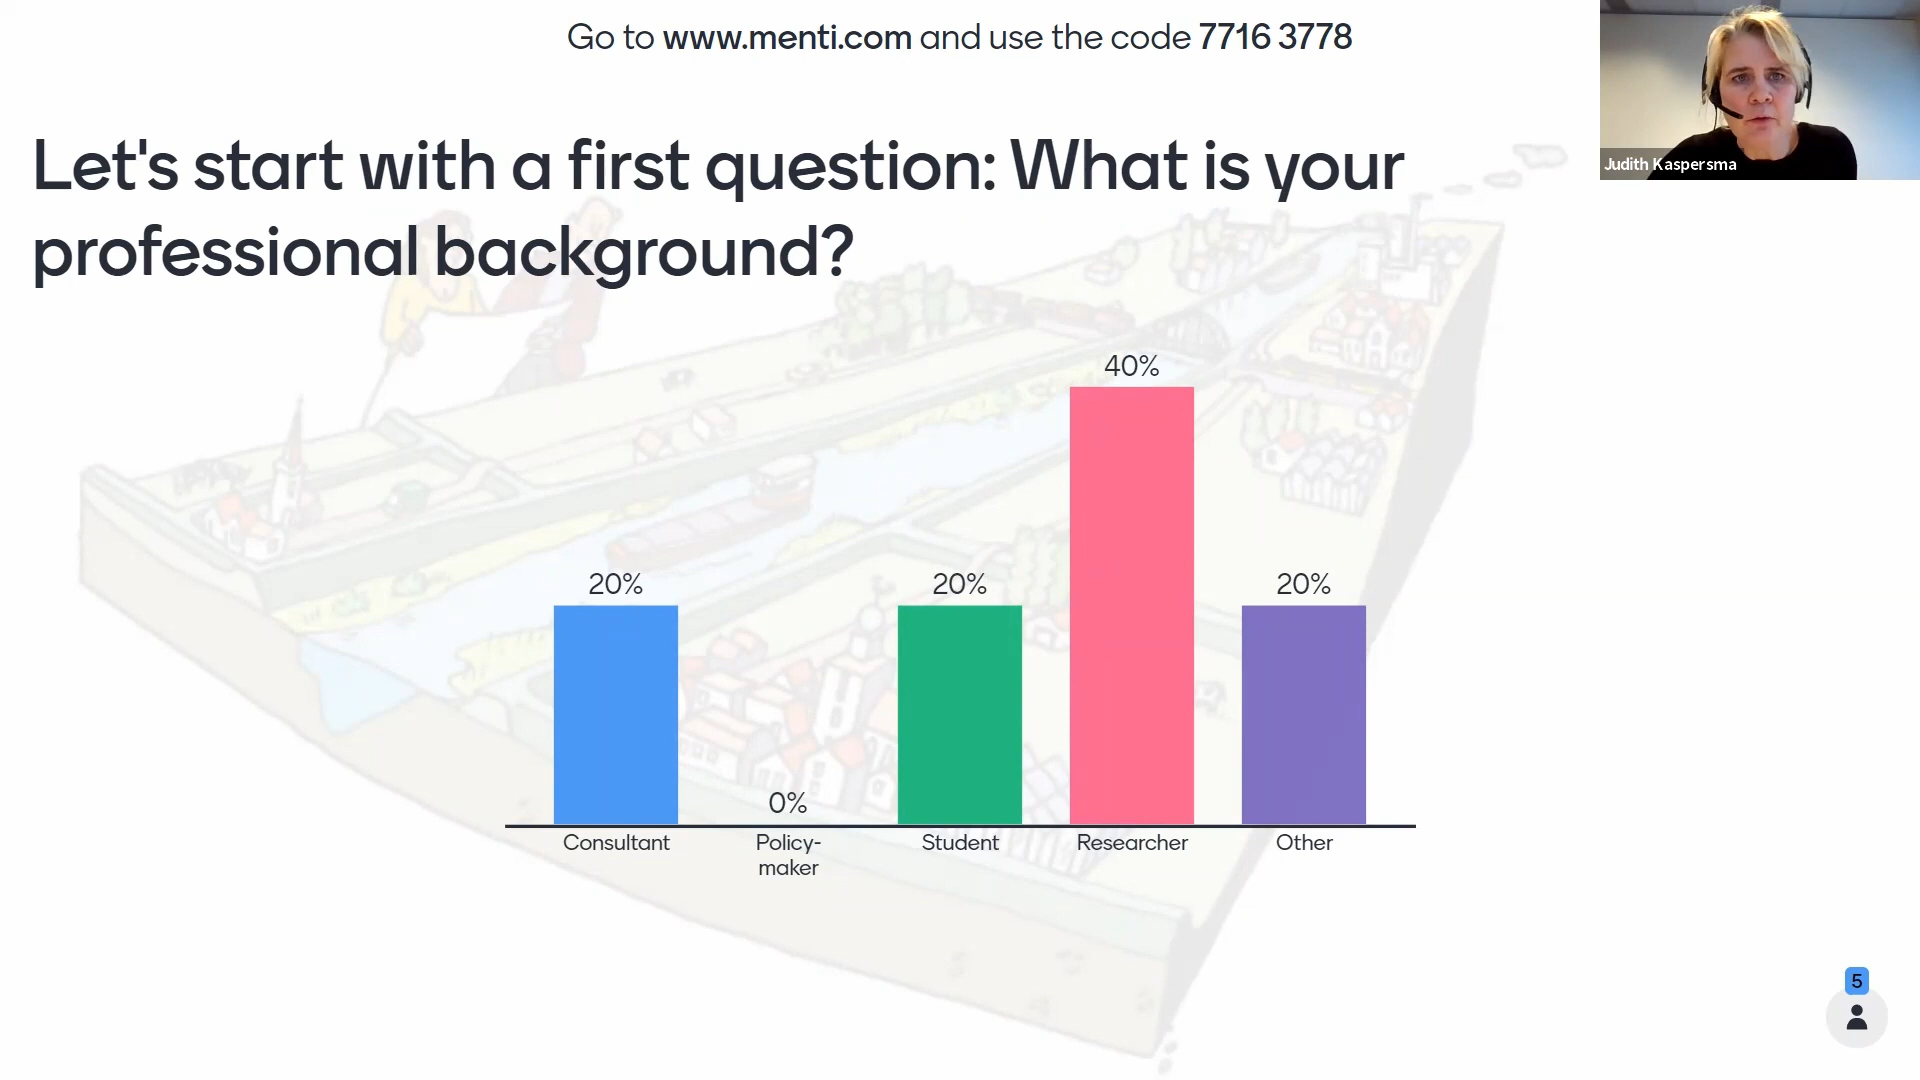 Go to www.menti.com and use the code 7716 3778
Judith Kaspersma
Let's start with a first question: What is your
professional background?
40%
20%
20%
20%
0%
Consultant
Policy-
maker
Student
Researcher
Other
5